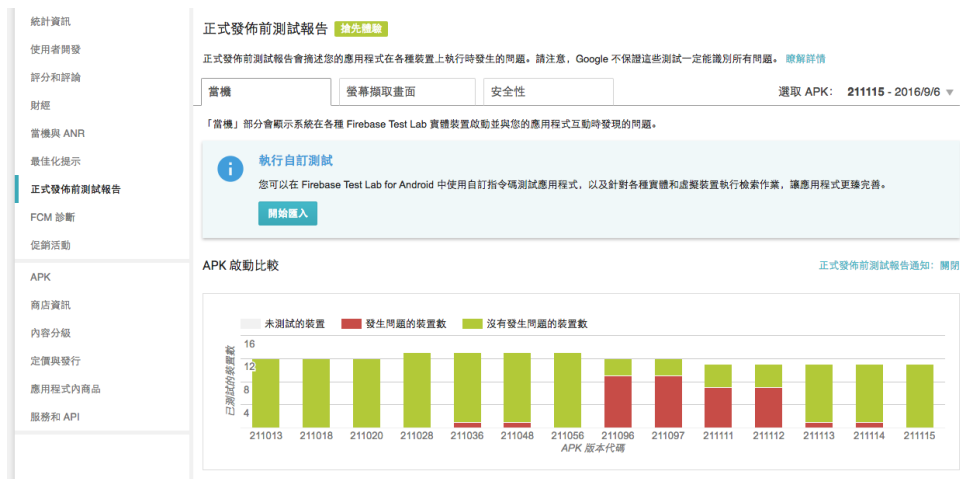 統計資訊
使用者開發
評分和評論
財經
當機與 ANR
最佳化提示
正式發佈前測試報告
FCM 診斷
促銷活動
APK
商店資訊
內容分級
定價與發行
應用程式內商品
服務和 API
正式發佈前測試報告 搶先體驗
正式發佈前測試報告會描述您的應用程式在各種裝置上執行時發生的問題。請注意，Google 不保證這些測試一定能識別所有問題。 瞭解詳情
當機 螢幕擷取畫面 安全性 選取 APK： 211115 - 2016/9/6
「當機」部分會顯示系統在各種 Firebase Test Lab 實體裝置啟動並與您的應用程式互動時發現的問題。
執行自訂測試
您可以在 Firebase Test Lab for Android 中使用自訂指令碼測試應用程式，以及針對各種實體和虛擬裝置執行檢索作業，讓應用程式更臻完善。
開始匯入
APK 啟動比較 正式發佈前測試報告通知：關閉
未測試的裝置 發生問題的裝置數 沒有發生問題的裝置數
已測試的裝置數
16
12
8
4
211013 211018 211020 211028 211036 211048 211056 211096 211097 211111 211112 211113 211114 211115
APK 版本代碼